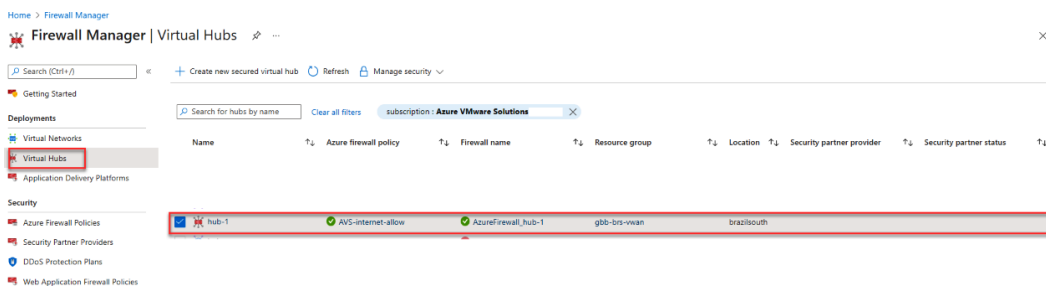 Home > Firewall Manager
Firewall Manager | Virtual Hubs ...
Search (Ctrl+/) «
Create new secured virtual hub Refresh Manage security
Getting Started
Search for hubs by name Clear all filters subscription : Azure VMware Solutions
Deployments
Virtual Networks
Name Azure firewall policy Firewall name Resource group Location Security partner provider Security partner status
Virtual Hubs
Application Delivery Platforms
Security
Azure Firewall Policies
hub-1 AVS-internet-allow AzureFirewall_hub-1 gbb-brs-vwan brazilsouth
Security Partner Providers
DDoS Protection Plans
Web Application Firewall Policies